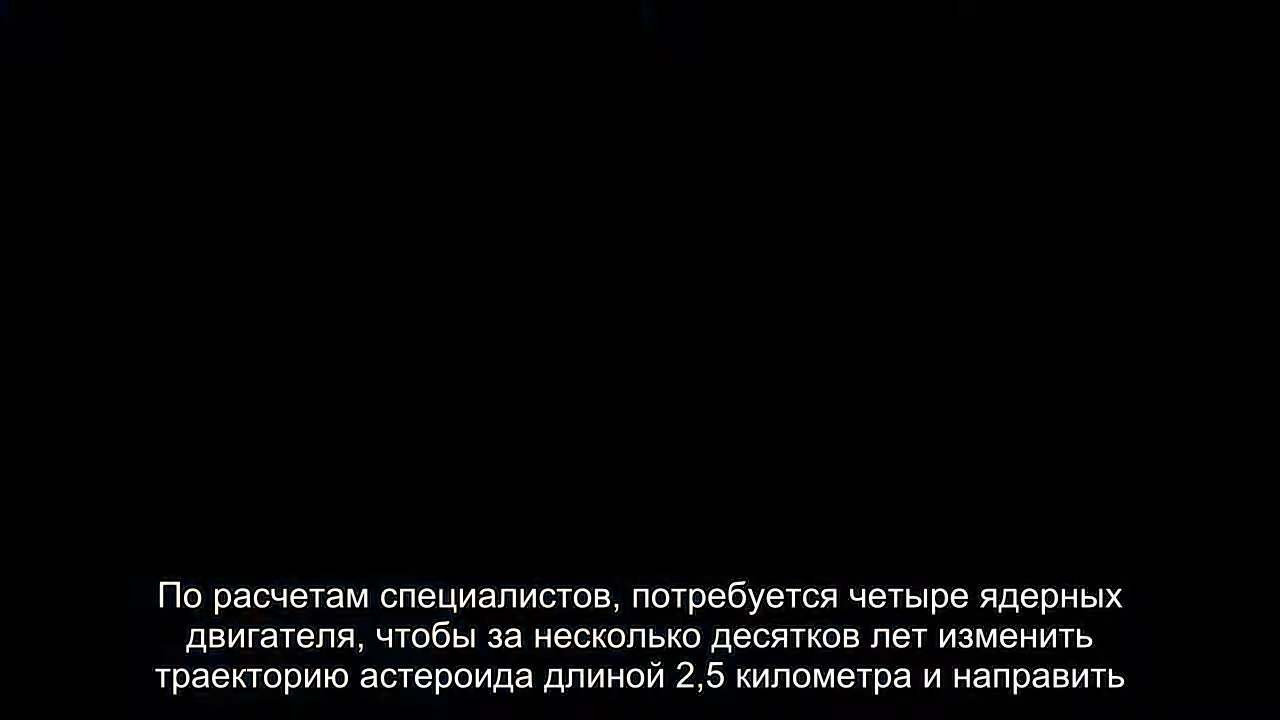 По расчетам специалистов, потребуется четыре ядерных
двигателя, чтобы за несколько десятков лет изменить
траекторию астероида длиной 2,5 километра и направить